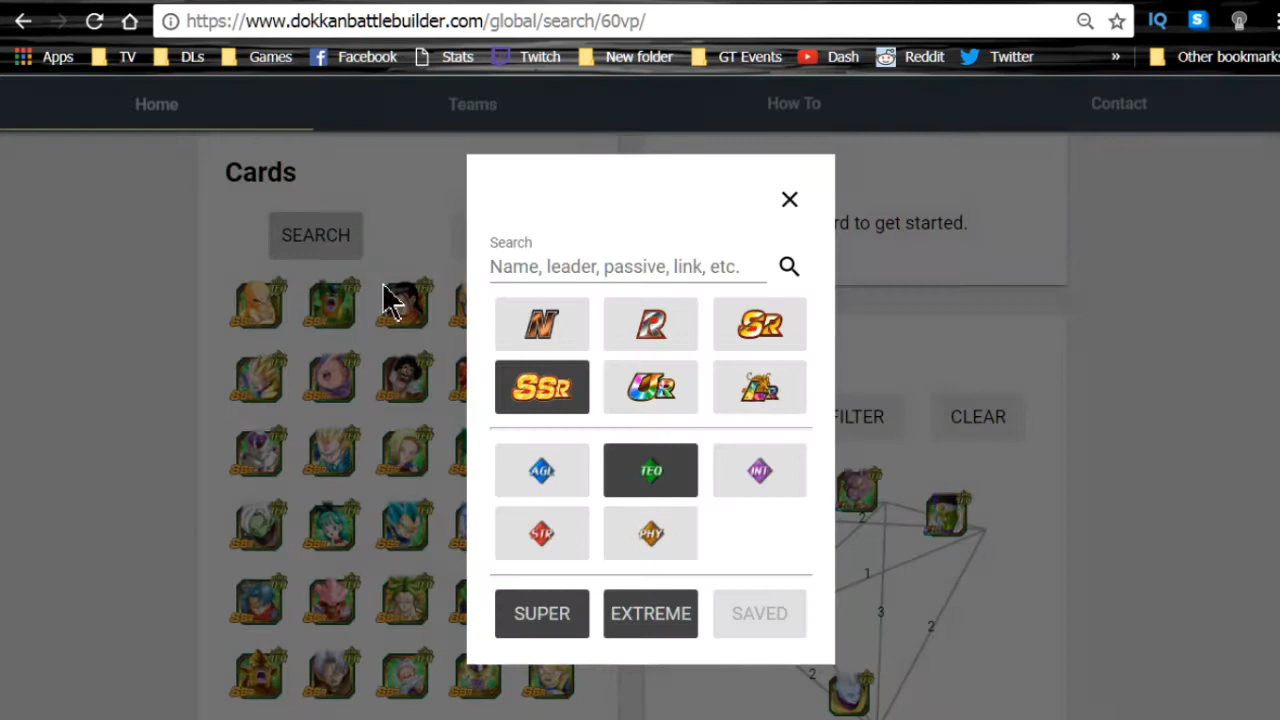 https://www.dokkanbattlebuilder.com/global/search/60vp/
IQ
S
Apps TV DLs Games Facebook Stats Twitch New folder GT Events Dash Reddit Twitter » Other bookmarks
Home Teams How To Contact
Cards
SEARCH
rd to get started.
Search
Name, leader, passive, link, etc.
N R SR
SSR UR LR
AGL TEQ INT
STR PHY
SUPER EXTREME SAVED
FILTER CLEAR
2
1
3
2
2